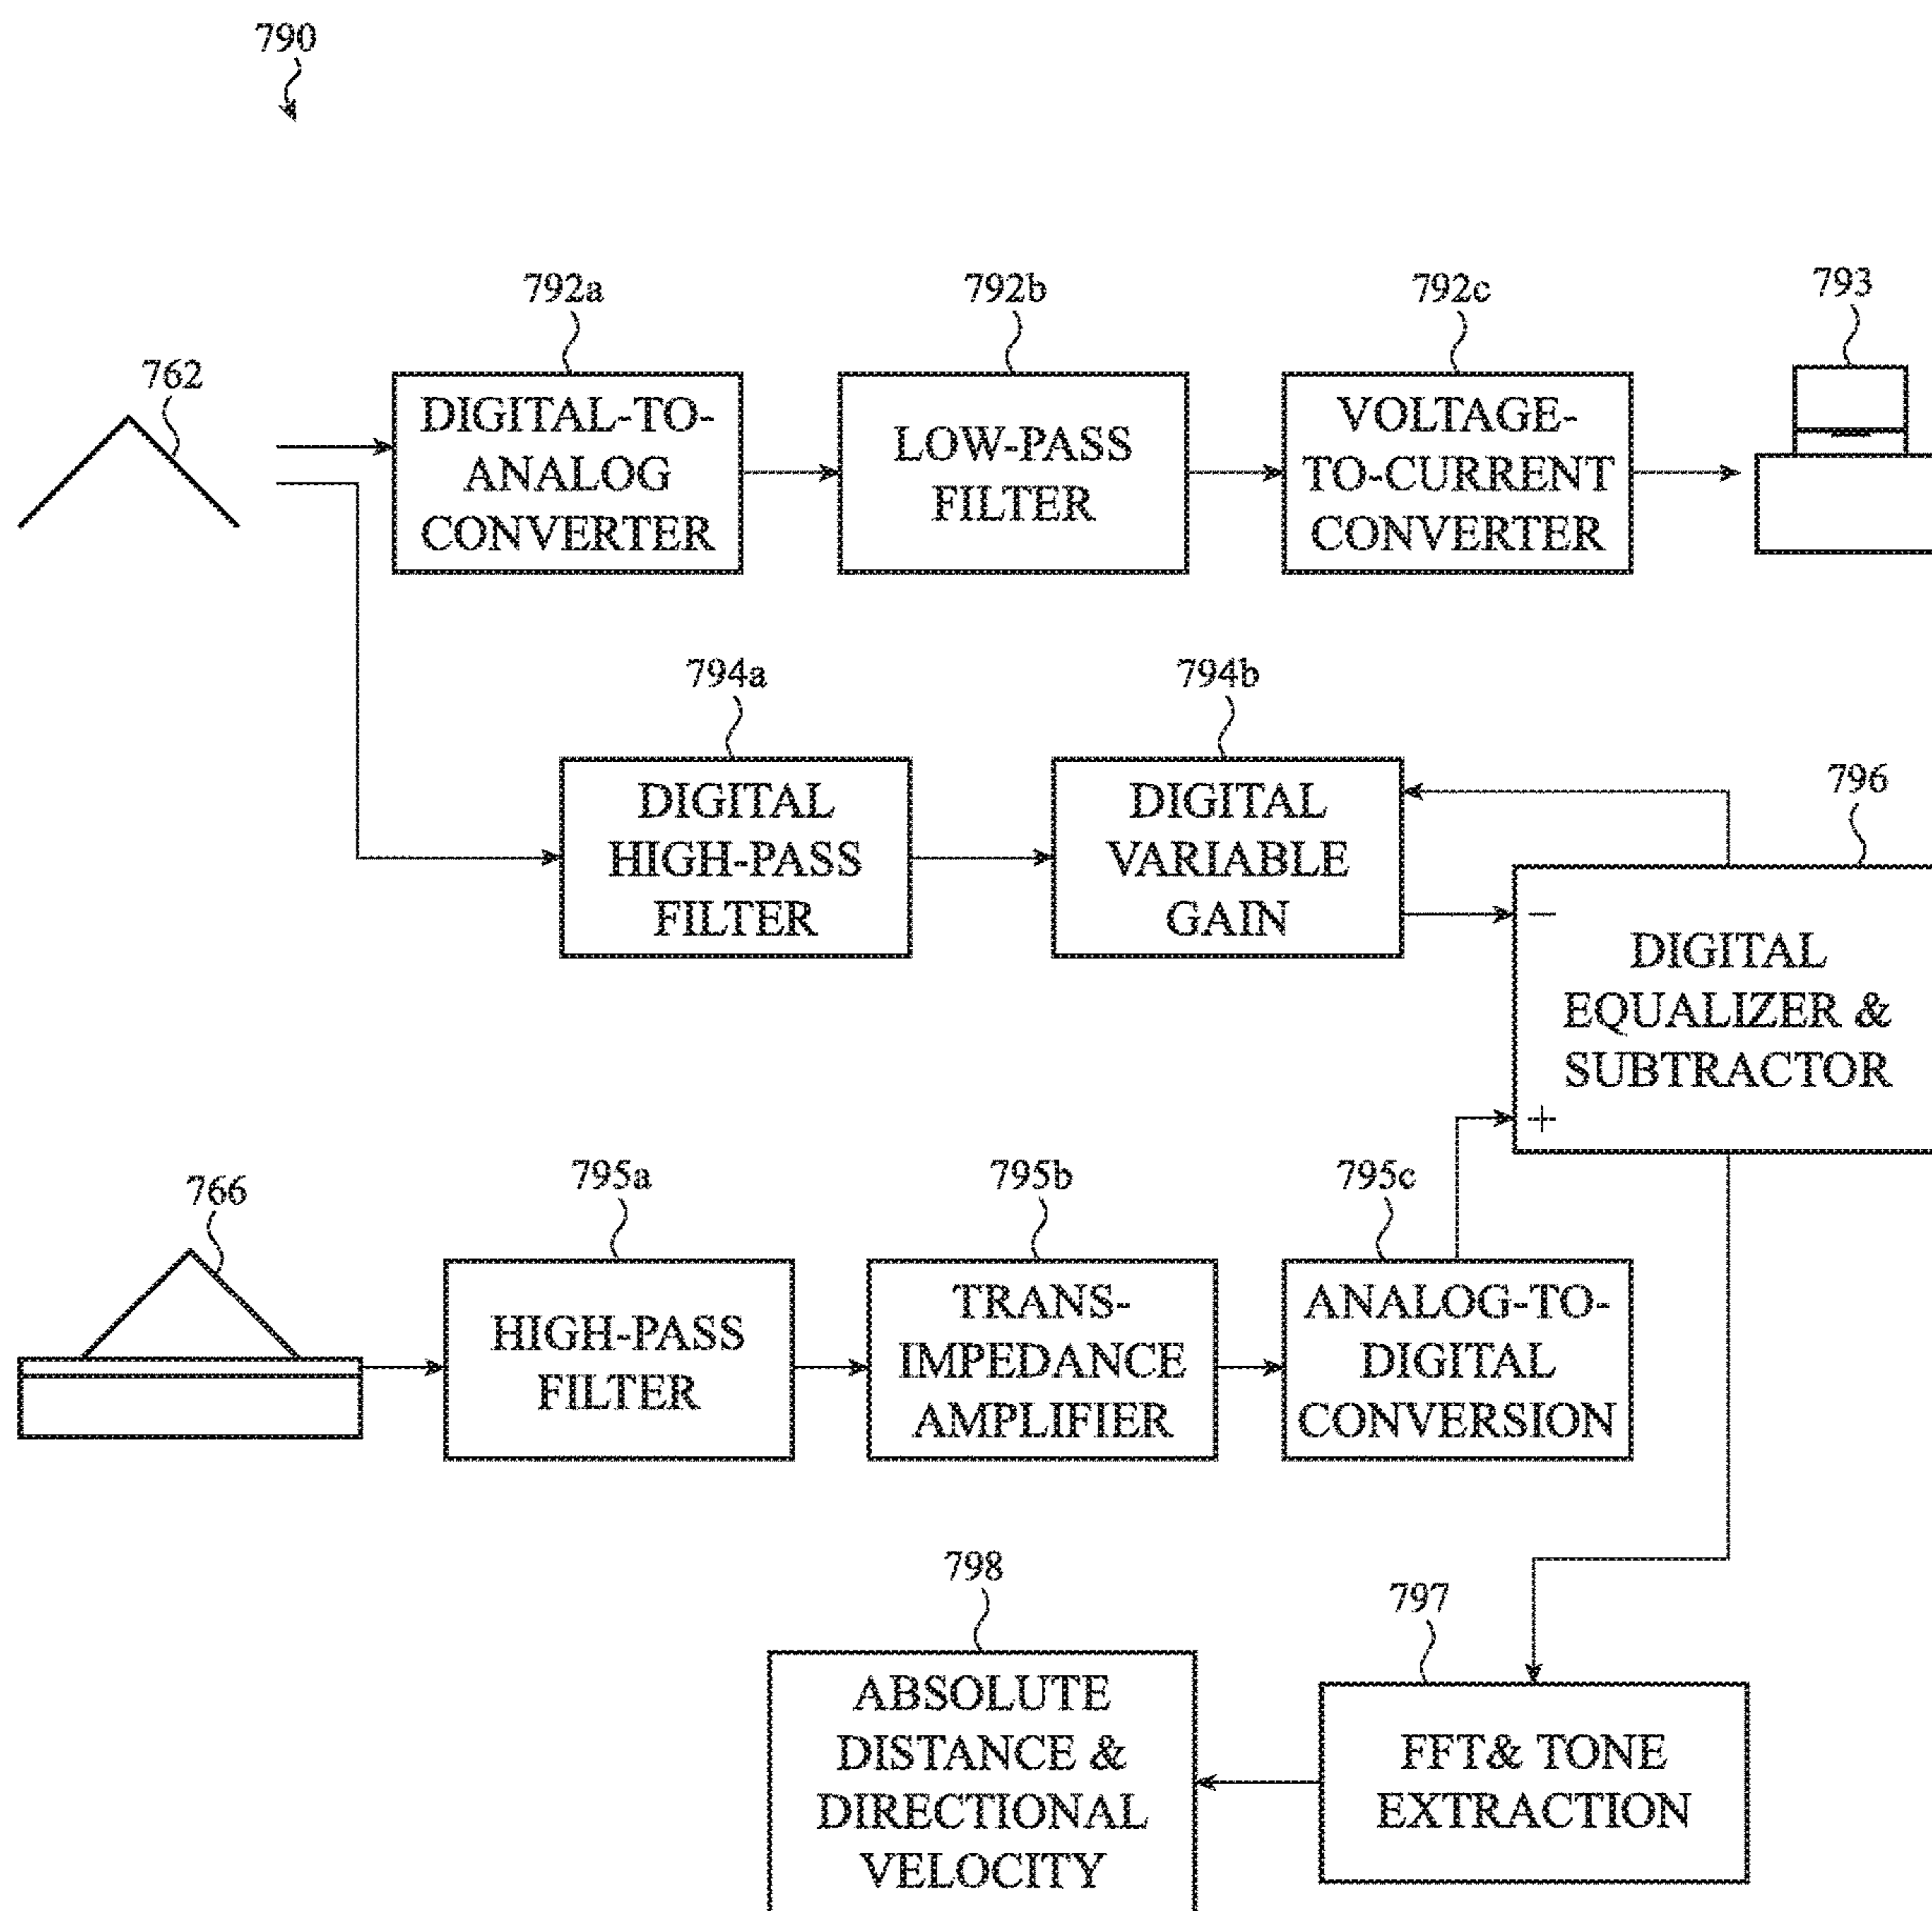 790
792a
792b
792c
793
762
DIGITAL-TO-
ANALOG
CONVERTER
LOW-PASS
FILTER
VOLTAGE-
TO-CURRENT
CONVERTER
794a
794b
796
DIGITAL
HIGH-PASS
FILTER
DIGITAL
VARIABLE
GAIN
−
DIGITAL
EQUALIZER &
SUBTRACTOR
+
766
795a
795b
795c
HIGH-PASS
FILTER
TRANS-
IMPEDANCE
AMPLIFIER
ANALOG-TO-
DIGITAL
CONVERSION
798
797
ABSOLUTE
DISTANCE &
DIRECTIONAL
VELOCITY
FFT& TONE
EXTRACTION